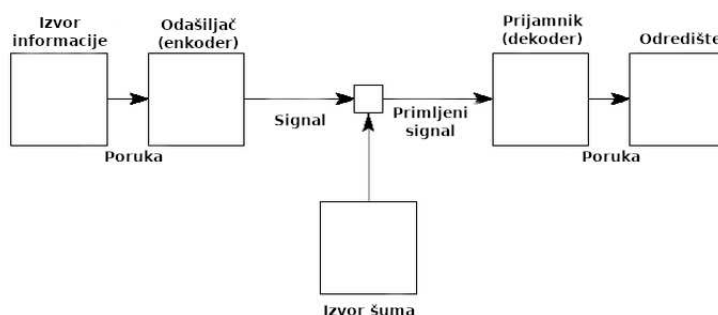 Izvor
informacije
Odašiljač
(enkoder)
Prijamnik
(dekoder)
Odredište
Signal
Primljeni
signal
Poruka
Poruka
Izvor šuma